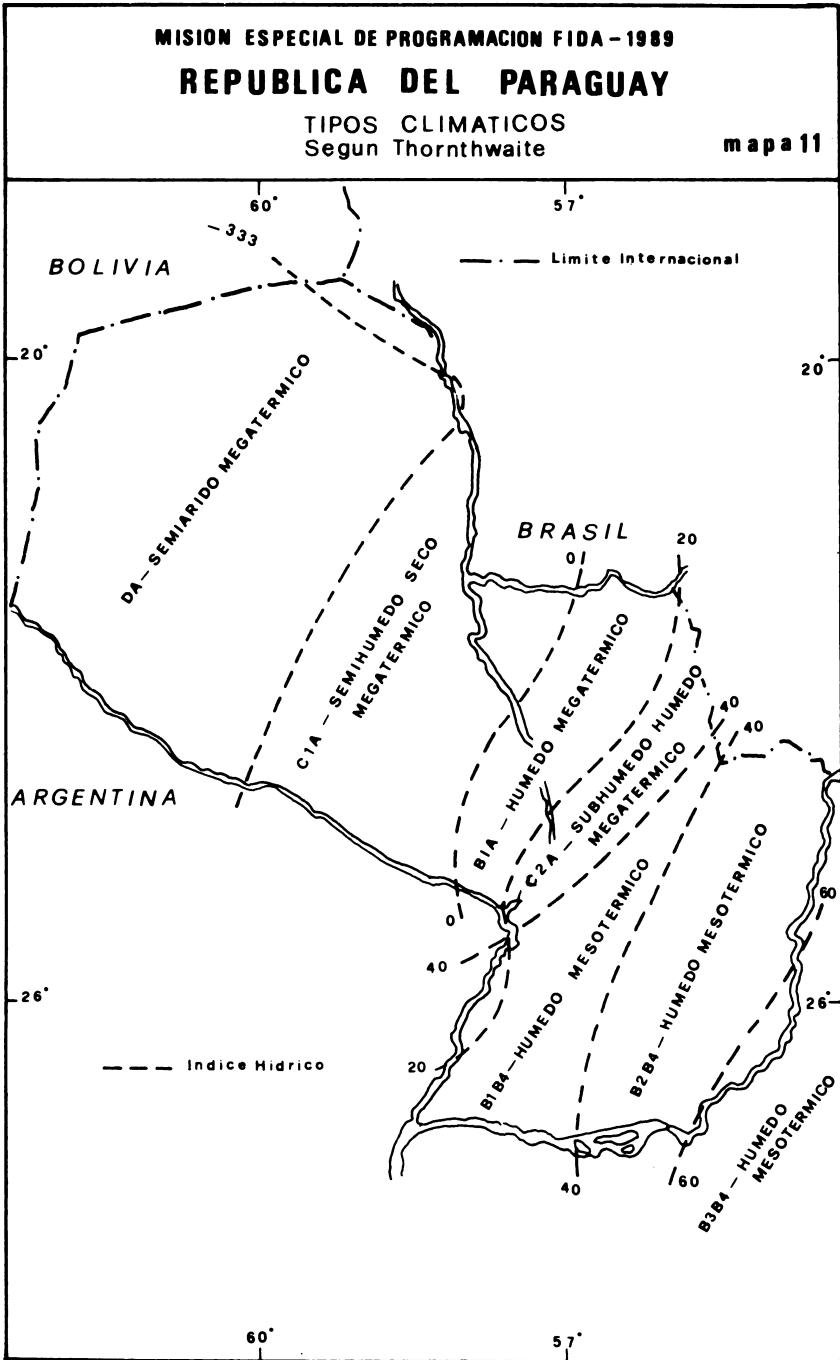 MISION ESPECIAL DE PROGRAMACION FIDA-1989
REPUBLICA DEL PARAGUAY
TIPOS CLIMATICOS
Segun Thornthwaite
mapa 11
60°
57°
-333
BOLIVIA
Limite Internacional
20°
20°
DA- SEMIARIDO MEGATERMICO
BRASIL
0
20
C1A - SEMIHUMEDO SECO
MEGATERMICO
B1A - HUMEDO MEGATERMICO
C2A - SUBHUMEDO HUMEDO
MEGATERMICO
40
40
ARGENTINA
B1B4-HUMEDO MESOTERMICO
B2B4-HUMEDO MESOTERMICO
60
0
40
26°
26°
Indice Hidrico
20
B3B4 - HUMEDO
MESOTERMICO
40
60
60°
57°